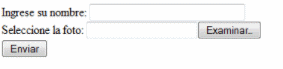 Ingrese su nombre:
Seleccione la foto: Examinar..
Enviar